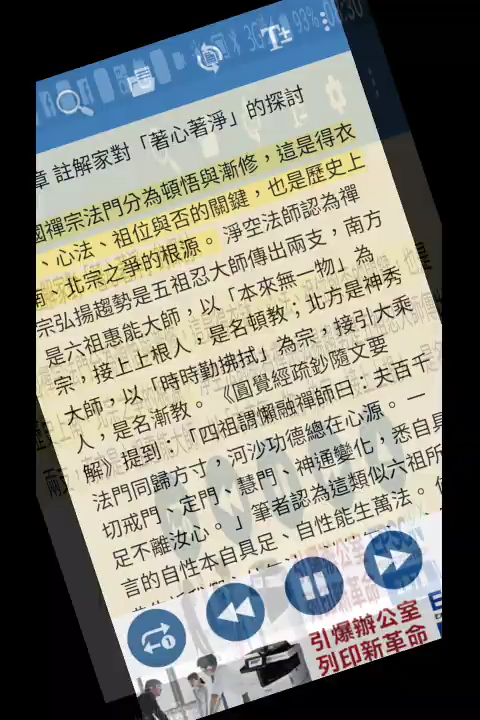 章 註解家對「著心著淨」的探討
國禪宗法門分為頓悟與漸修，這是得衣
、心法、祖位與否的關鍵，也是歷史上
南、北宗之爭的根源。 淨空法師認為禪
宗弘揚趨勢是五祖忍大師傳出兩支，南方
是六祖惠能大師，以「本來無一物」為
宗，接上上根人，是名頓教；北方是神秀
大師，以「時時勤拂拭」為宗，接引大乘
人，是名漸教。《圓覺經疏鈔隨文要
解》提到：「四祖謂懶融禪師曰：夫百千
法門同歸方寸，河沙功德總在心源。一
切戒門、定門、慧門、神通變化，悉自具
足不離汝心。」筆者認為這類似六祖所
言的自性本自具足、自性能生萬法。
引爆辦公室
列印新革命